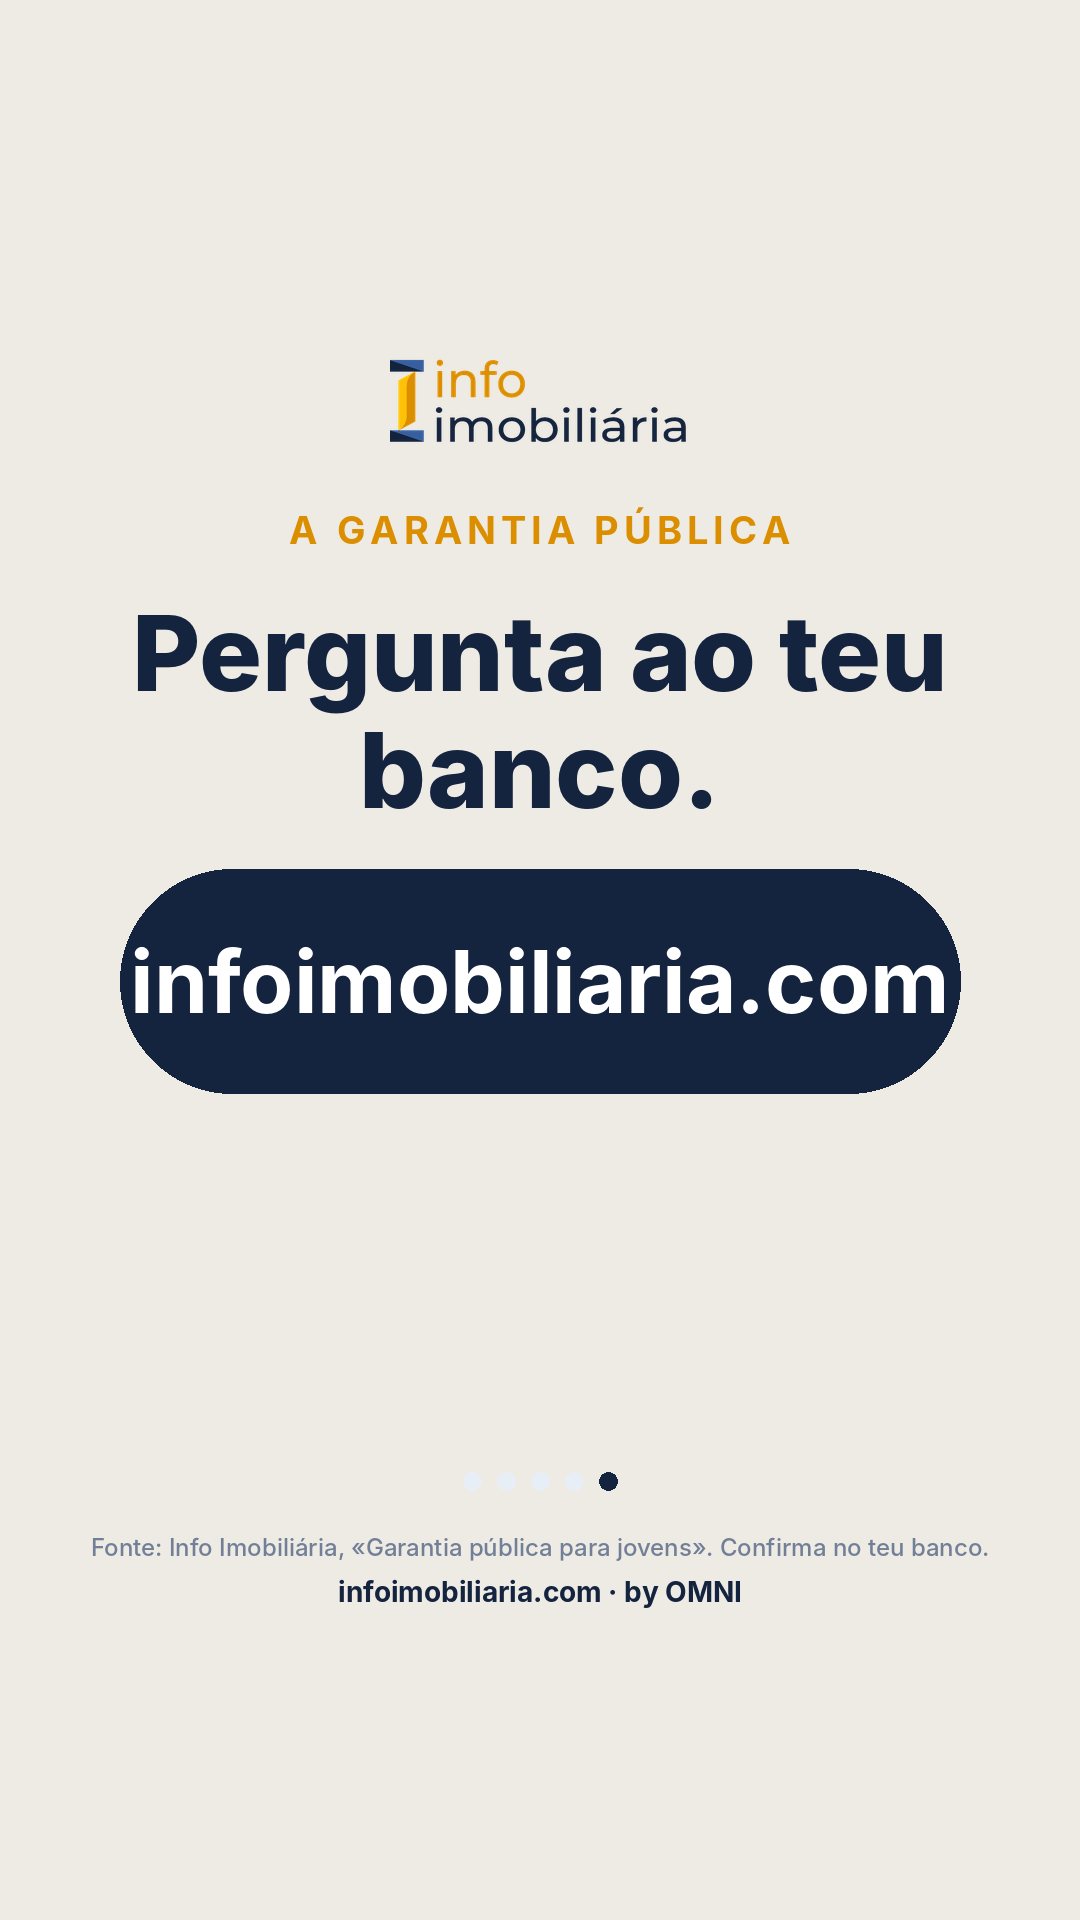 info
imobiliária
A GARANTIA PÚBLICA
Pergunta ao teu
banco.
infoimobiliaria.com
Fonte: Info Imobiliária, «Garantia pública para jovens». Confirma no teu banco.
infoimobiliaria.com · by OMNI